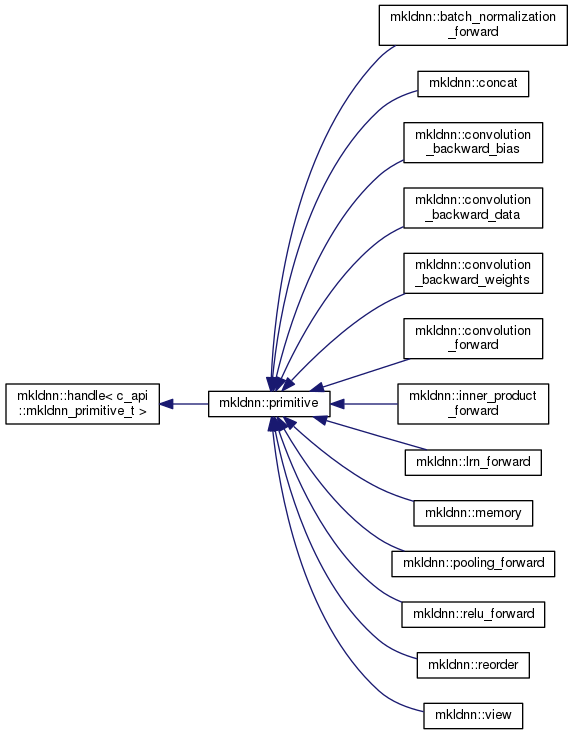 mkldnn::batch_normalization
_forward
mkldnn::concat
mkldnn::convolution
_backward_bias
mkldnn::convolution
_backward_data
mkldnn::convolution
_backward_weights
mkldnn::convolution
_forward
mkldnn::handle< c_api
::mkldnn_primitive_t >
mkldnn::primitive
mkldnn::inner_product
_forward
mkldnn::lrn_forward
mkldnn::memory
mkldnn::pooling_forward
mkldnn::relu_forward
mkldnn::reorder
mkldnn::view